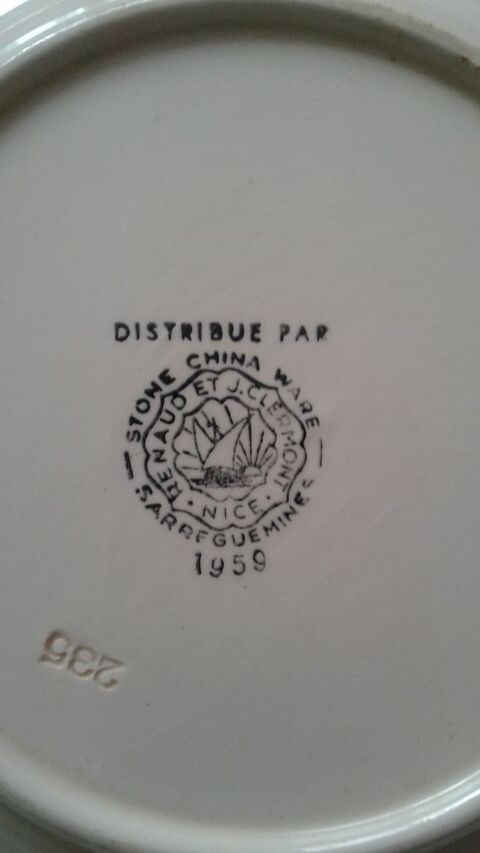 DISTRIBUE PAR
STONE CHINA WARE
RENAUD ET J. CLERMONT
· NICE ·
SARREGUEMINES
1959
235